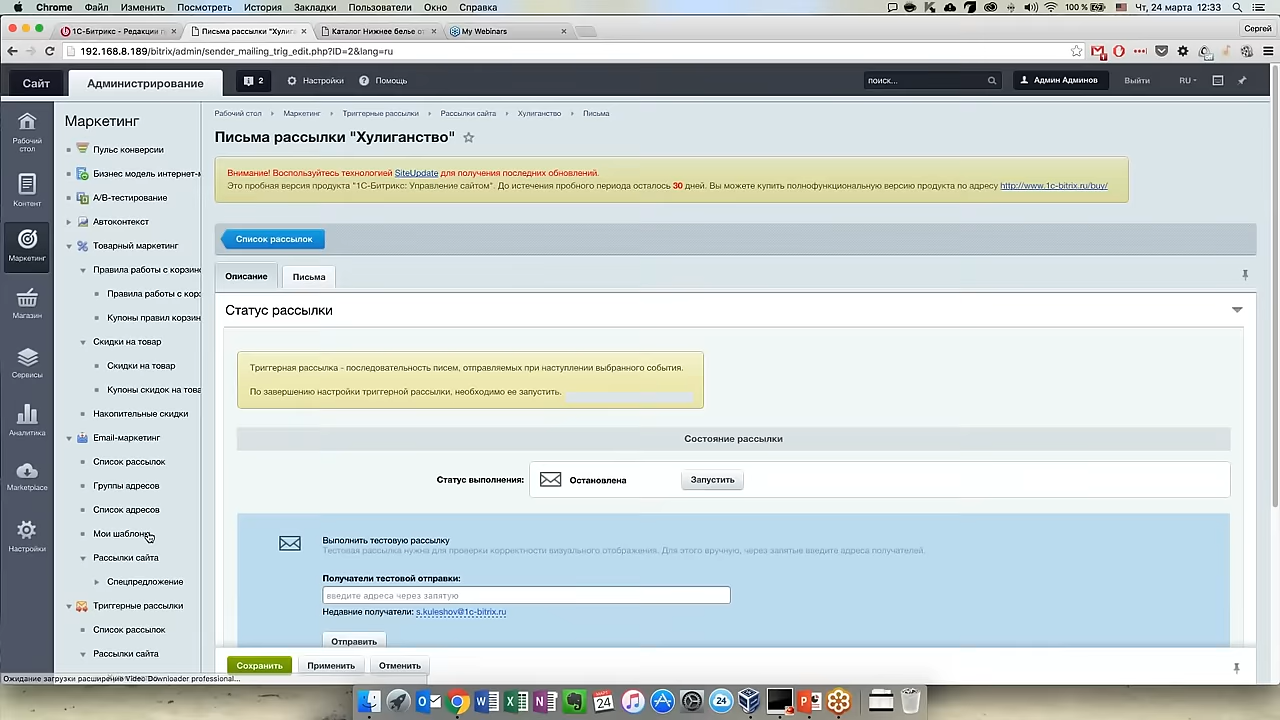 Chrome Файл Изменить Посмотреть История Закладки Пользователи Окно Справка 100 % Чт, 24 марта 12:33
1С-Битрикс - Редакции п Письма рассылки "Хулиган Каталог Нижнее белье от My Webinars Сергей
192.168.8.189/bitrix/admin/sender_mailing_trig_edit.php?ID=2&lang=ru
Сайт Администрирование 2 Настройки Помощь поиск... Админ Админов Выйти RU
Рабочий стол
Контент
Маркетинг
Магазин
Сервисы
Аналитика
Marketplace
Настройки
Маркетинг
Пульс конверсии
Бизнес модель интернет-м
A/B-тестирование
Автоконтекст
Товарный маркетинг
Правила работы с корзино
Правила работы с корз
Купоны правил корзин
Скидки на товар
Скидки на товар
Купоны скидок на това
Накопительные скидки
Email-маркетинг
Список рассылок
Группы адресов
Список адресов
Мои шаблоны
Рассылки сайта
Спецпредложение
Триггерные рассылки
Список рассылок
Рассылки сайта
Рабочий стол Маркетинг Триггерные рассылки Рассылки сайта Хулиганство Письма
Письма рассылки "Хулиганство"
Внимание! Воспользуйтесь технологией SiteUpdate для получения последних обновлений.
Это пробная версия продукта "1С-Битрикс: Управление сайтом". До истечения пробного периода осталось 30 дней. Вы можете купить полнофункциональную версию продукта по адресу http://www.1c-bitrix.ru/buy/
Список рассылок
Описание Письма
Статус рассылки
Триггерная рассылка - последовательность писем, отправляемых при наступлении выбранного события.
По завершению настройки триггерной рассылки, необходимо ее запустить.
Состояние рассылки
Статус выполнения: Остановлена Запустить
Выполнить тестовую рассылку
Тестовая рассылка нужна для проверки корректности визуального отображения. Для этого вручную, через запятые введите адреса получателей.
Получатели тестовой отправки:
введите адреса через запятую
Недавние получатели: s.kuleshov@1c-bitrix.ru
Отправить
Сохранить Применить Отменить
Ожидание загрузки расширения Video Downloader professional...
24 24